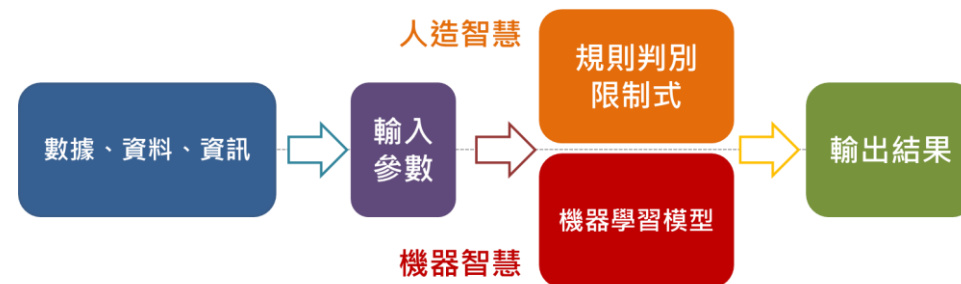 數據、資料、資訊
輸入
參數
人造智慧
規則判別
限制式
機器智慧
機器學習模型
輸出結果